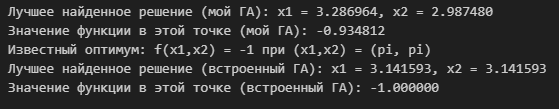 Лучшее найденное решение (мой ГА): x1 = 3.286964, x2 = 2.987480
Значение функции в этой точке (мой ГА): -0.934812
Известный оптимум: f(x1,x2) = -1 при (x1,x2) = (pi, pi)
Лучшее найденное решение (встроенный ГА): x1 = 3.141593, x2 = 3.141593
Значение функции в этой точке (встроенный ГА): -1.000000